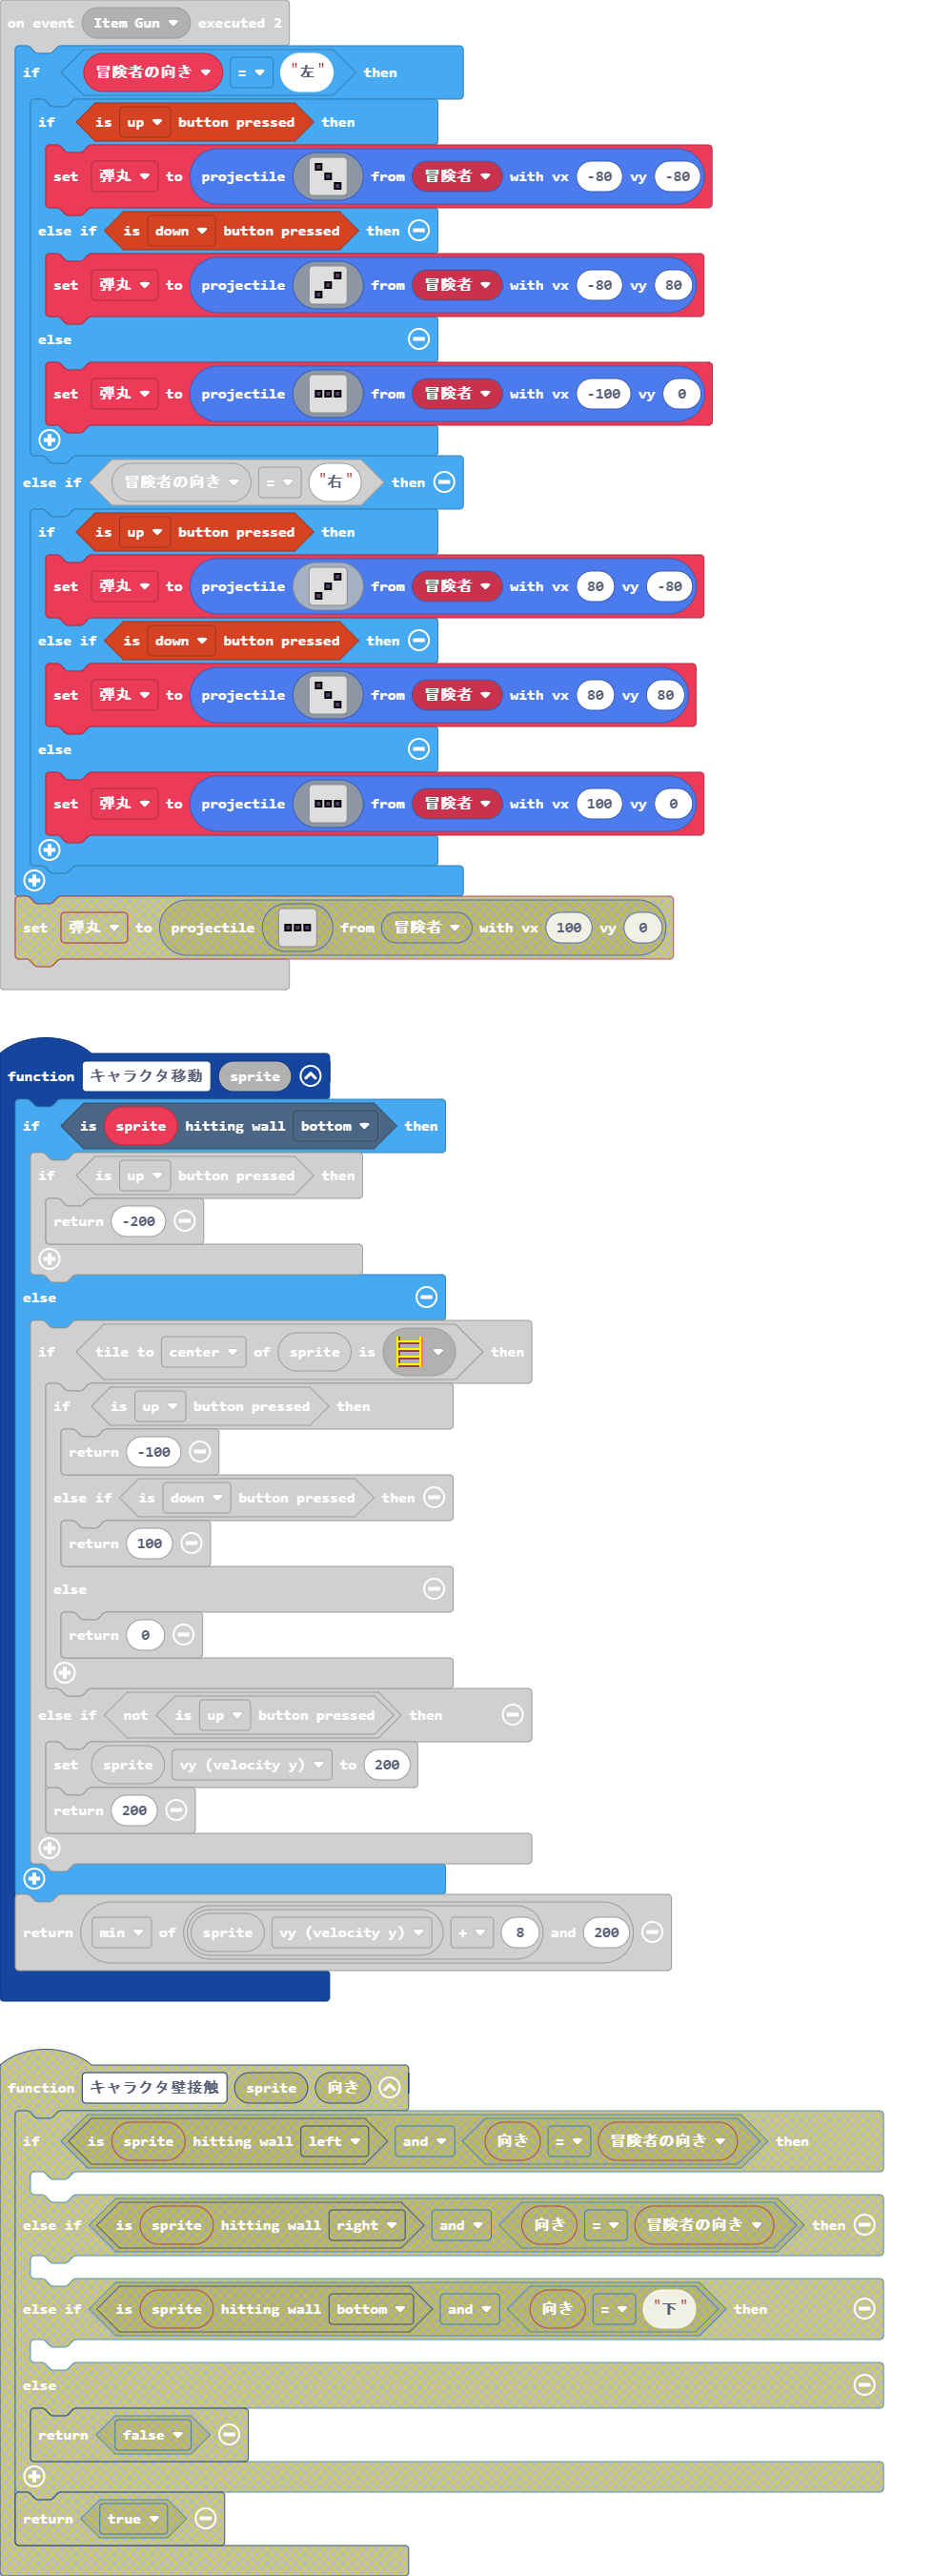 on event Item Gun executed 2
if 冒険者の向き = "左" then
if is up button pressed then
set 弾丸 to projectile from 冒険者 with vx -80 vy -80
else if is down button pressed then
set 弾丸 to projectile from 冒険者 with vx -80 vy 80
else
set 弾丸 to projectile from 冒険者 with vx -100 vy 0
else if 冒険者の向き = "右" then
if is up button pressed then
set 弾丸 to projectile from 冒険者 with vx 80 vy -80
else if is down button pressed then
set 弾丸 to projectile from 冒険者 with vx 80 vy 80
else
set 弾丸 to projectile from 冒険者 with vx 100 vy 0
set 弾丸 to projectile from 冒険者 with vx 100 vy 0
function キャラクタ移動 sprite
if is sprite hitting wall bottom then
if is up button pressed then
return -200
else
if tile to center of sprite is then
if is up button pressed then
return -100
else if is down button pressed then
return 100
else
return 0
else if not is up button pressed then
set sprite vy (velocity y) to 200
return 200
return min of sprite vy (velocity y) + 8 and 200
function キャラクタ壁接触 sprite 向き
if is sprite hitting wall left and 向き = 冒険者の向き then
else if is sprite hitting wall right and 向き = 冒険者の向き then
else if is sprite hitting wall bottom and 向き = "下" then
else
return false
return true